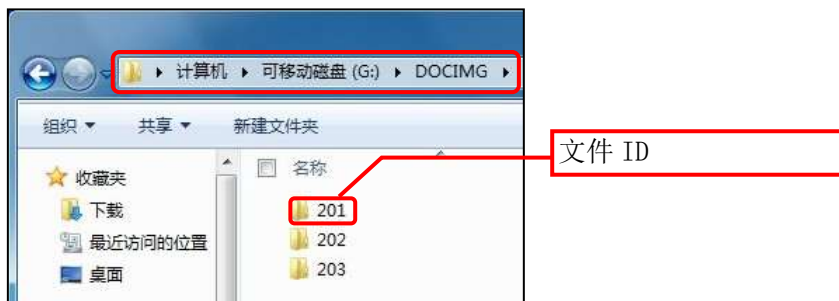 计算机 ▸ 可移动磁盘 (G:) ▸ DOCIMG ▸
组织 ▼ 共享 ▼ 新建文件夹
收藏夹
下载
最近访问的位置
桌面
名称
201
202
203
文件 ID